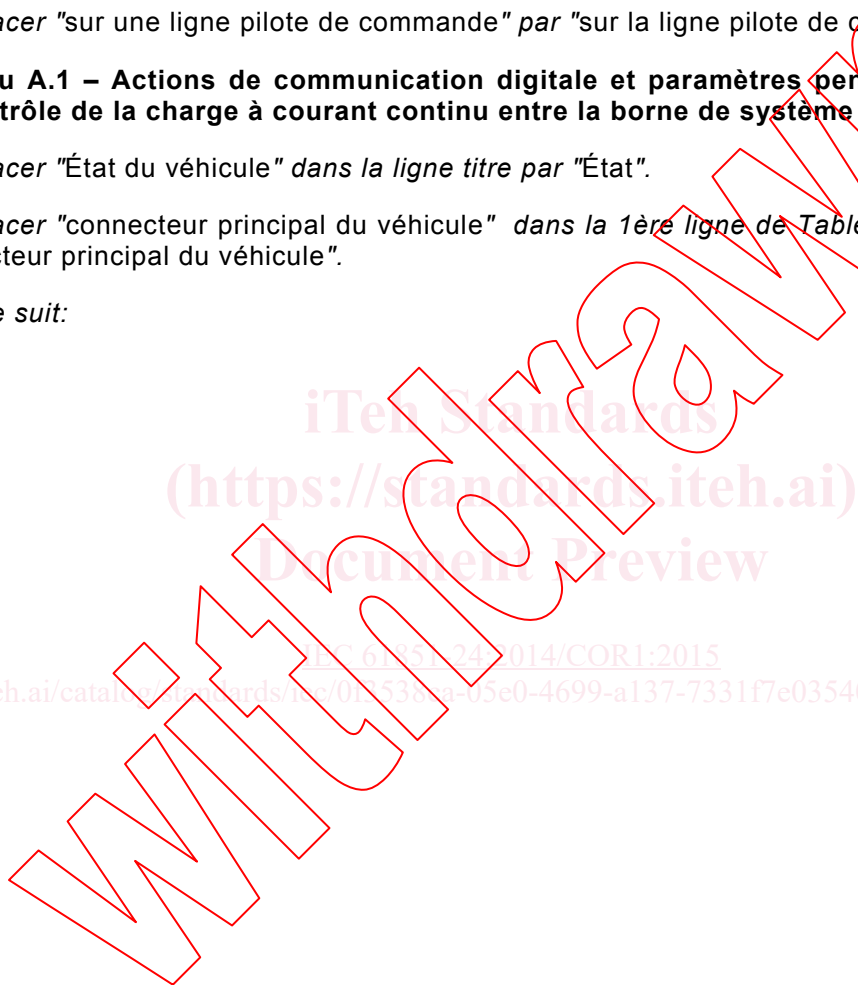 acer "sur une ligne pilote de commande" par "sur la ligne pilote de
u A.1 – Actions de communication digitale et paramètres per
trôle de la charge à courant continu entre la borne de système
acer "État du véhicule" dans la ligne titre par "État".
acer "connecteur principal du véhicule" dans la 1ère ligne de Table
cteur principal du véhicule".
e suit:
iTeh Standards
(https://standards.iteh.ai)
Document Preview
IEC 61851-24:2014/COR1:2015
eh.ai/catalog/standards/iec/
-05e0-4699-a137-7331f7e0354
withdrawn